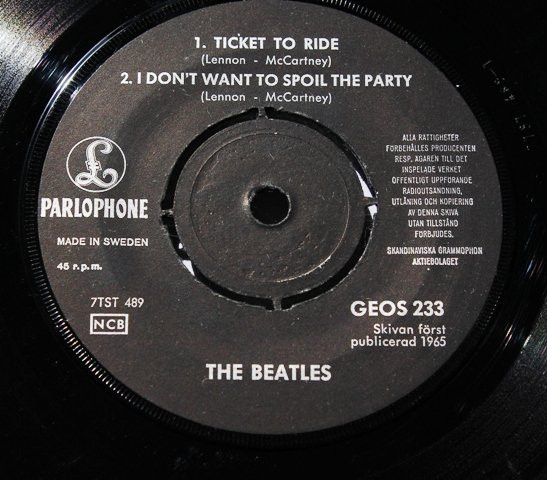 1. TICKET TO RIDE
(Lennon - McCartney)
2. I DON'T WANT TO SPOIL THE PARTY
(Lennon - McCartney)
£
PARLOPHONE
MADE IN SWEDEN
45 r.p.m.
7TST 489
NCB
ALLA RÄTTIGHETER
FÖRBEHÅLLES PRODUCENTEN
RESP. ÄGAREN TILL DET
INSPELADE VERKET
OFFENTLIGT UPPFÖRANDE
RADIOUTSÄNDNING,
UTLÅNING OCH KOPIERING
AV DENNA SKIVA
UTAN TILLSTÅND
FÖRBJUDES.
SKANDINAVISKA GRAMMOPHON
AKTIEBOLAGET
GEOS 233
Skivan först
publicerad 1965
THE BEATLES